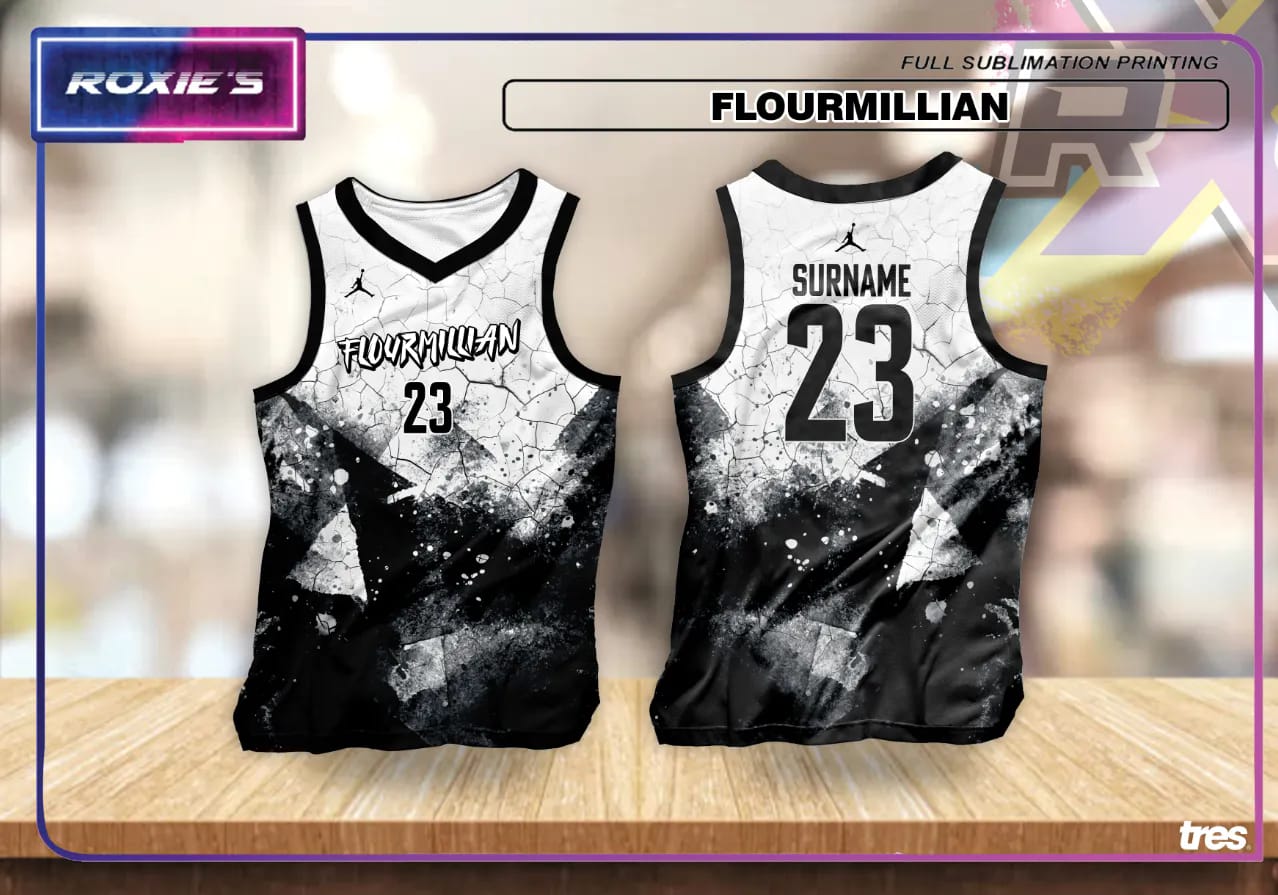 ROXIE'S
FULL SUBLIMATION PRINTING
FLOURMILLIAN
R
FLOURMILLIAN
23
SURNAME
23
tres